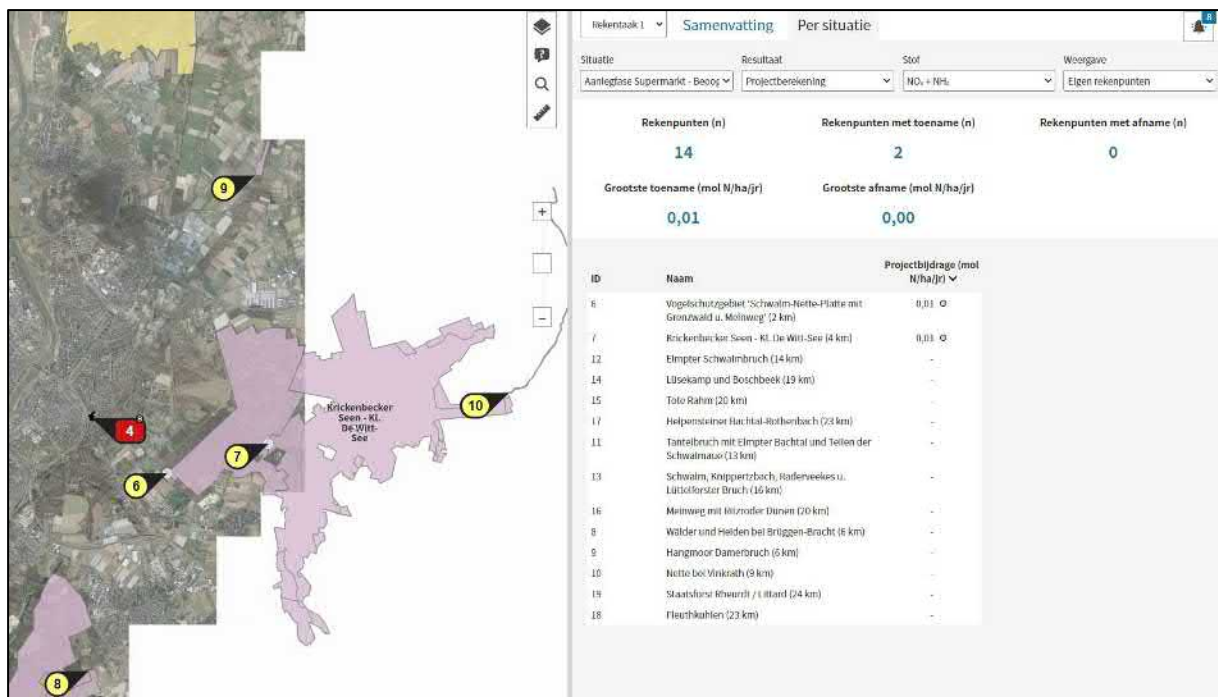 9
4
7
6
10
8
Krickenbecker
Seen - Kl.
De Witt-
See
+
−
Rekentaak 1
Samenvatting
Per situatie
8
Situatie
Resultaat
Stof
Weergave
Aanlegfase Supermarkt - Beoog
Projectberekening
NOₓ + NH₃
Eigen rekenpunten
Rekenpunten (n)
Rekenpunten met toename (n)
Rekenpunten met afname (n)
14
2
0
Grootste toename (mol N/ha/jr)
Grootste afname (mol N/ha/jr)
0,01
0,00
ID
Naam
Projectbijdrage (mol
N/ha/jr)
6
Vogelschutzgebiet 'Schwalm-Nette-Platte mit
Grenzwald u. Meinweg' (2 km)
0,01
7
Krickenbecker Seen - Kl. De Witt-See (4 km)
0,01
12
Elmpter Schwalmbruch (14 km)
-
14
Lüsekamp und Boschbeek (19 km)
-
15
Tote Rahm (20 km)
-
17
Helpensteiner Bachtal-Rothenbach (23 km)
-
11
Tantelbruch mit Elmpter Bachtal und Teilen der
Schwalmaue (13 km)
-
13
Schwalm, Knippertzbach, Raderveekes u.
Lüttelforster Bruch (16 km)
-
16
Meinweg mit Ritzroder Dünen (20 km)
-
8
Wälder und Heiden bei Brüggen-Bracht (6 km)
-
9
Hangmoor Damerbruch (6 km)
-
10
Nette bei Vinkrath (9 km)
-
19
Staatsforst Rheurdt / Littard (24 km)
-
18
Fleuthkuhlen (23 km)
-